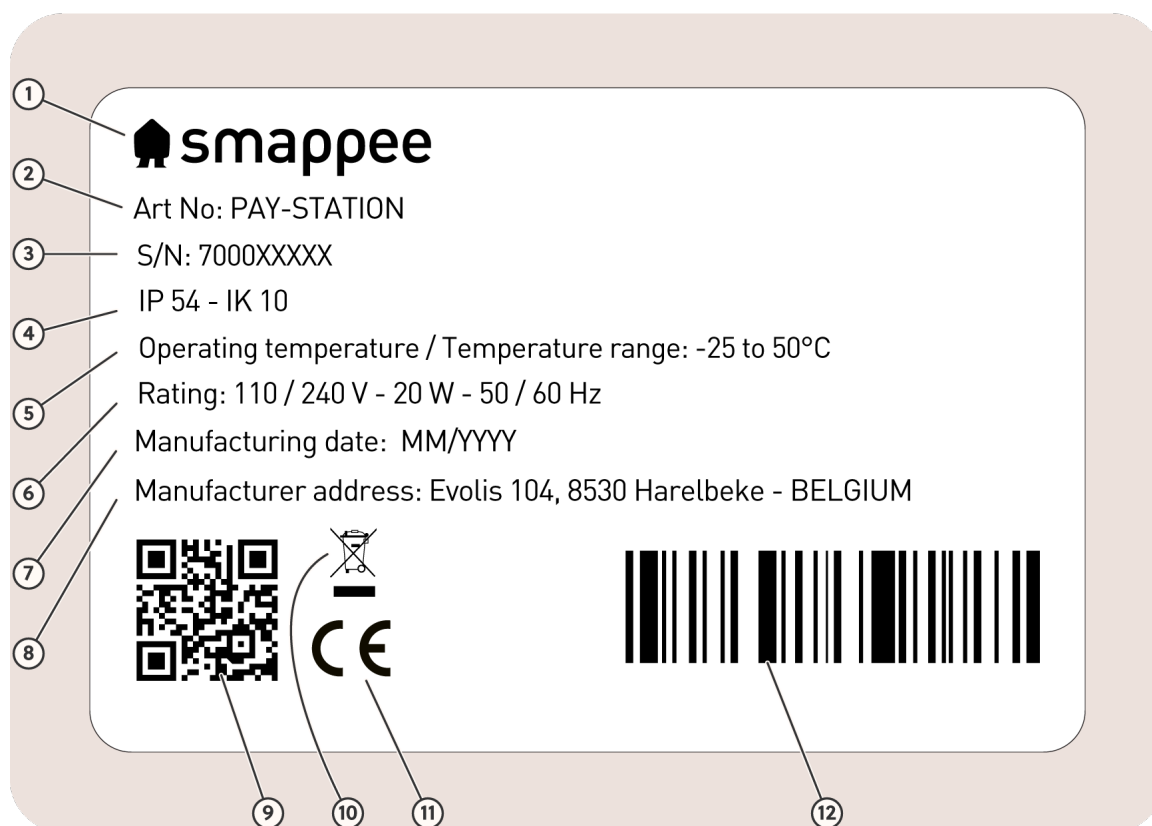 1
smappee
2
Art No: PAY-STATION
3
S/N: 7000XXXXX
IP 54 - IK 10
4
Operating temperature / Temperature range: -25 to 50°C
5
Rating: 110 / 240 V - 20 W - 50 / 60 Hz
6
Manufacturing date: MM/YYYY
7
Manufacturer address: Evolis 104, 8530 Harelbeke - BELGIUM
8
CE
9
10
11
12